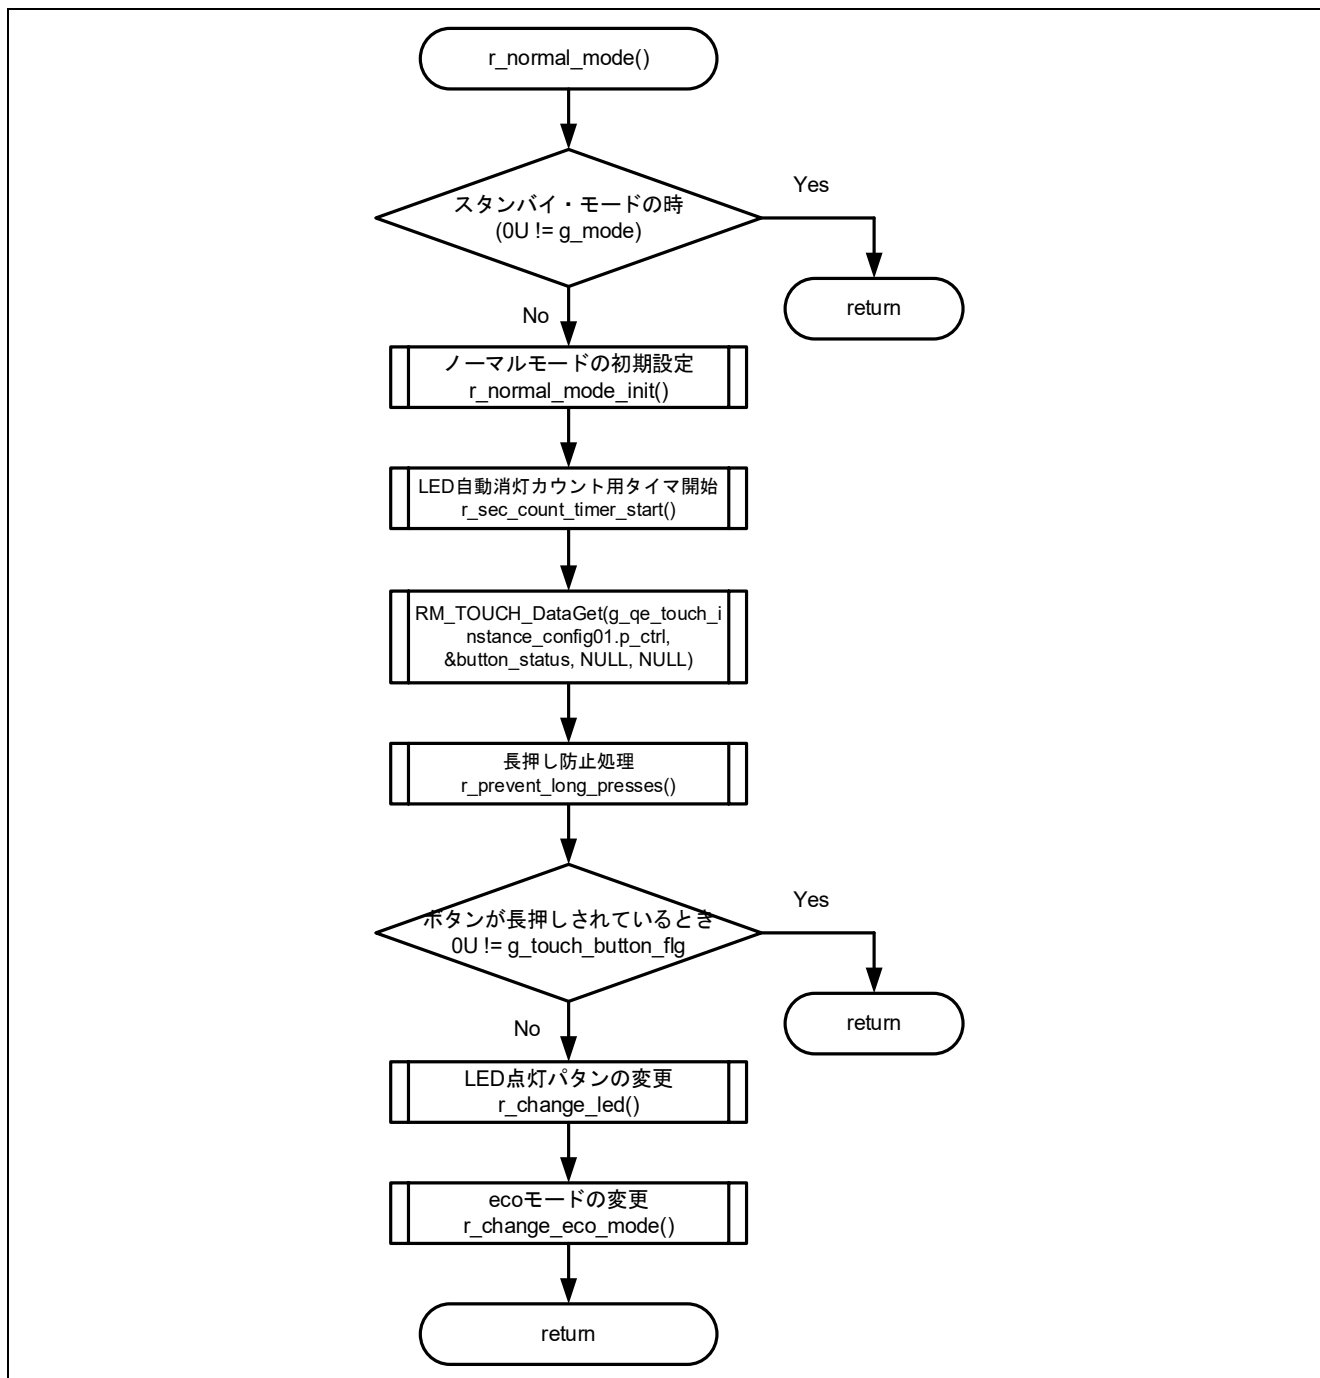 r_normal_mode()
スタンバイ・モードの時
(0U != g_mode)
Yes
return
No
ノーマルモードの初期設定
r_normal_mode_init()
LED自動消灯カウント用タイマ開始
r_sec_count_timer_start()
RM_TOUCH_DataGet(g_qe_touch_i
nstance_config01.p_ctrl,
&button_status, NULL, NULL)
長押し防止処理
r_prevent_long_presses()
ボタンが長押しされているとき
0U != g_touch_button_flg
Yes
return
No
LED点灯パタンの変更
r_change_led()
ecoモードの変更
r_change_eco_mode()
return